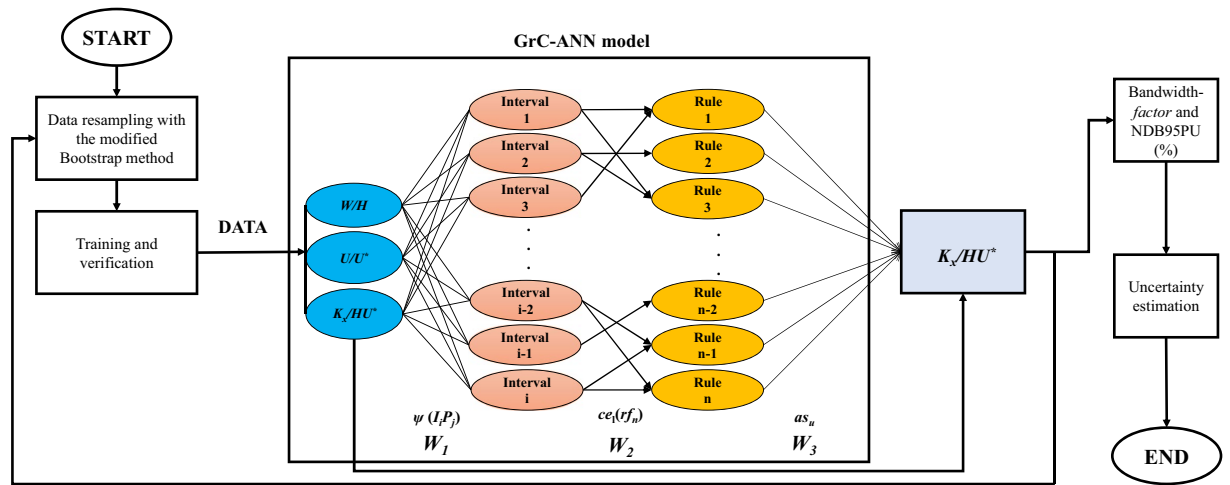 START
Data resampling with
the modified
Bootstrap method
Training and
verification
DATA
GrC-ANN model
W/H
U/U*
Kx/HU*
Interval
1
Interval
2
Interval
3
.
.
.
Interval
i-2
Interval
i-1
Interval
i
Rule
1
Rule
2
Rule
3
.
.
.
Rule
n-2
Rule
n-1
Rule
n
ψ (IiPj)
W1
ce1(rfn)
W2
asu
W3
Kx/HU*
Bandwidth-
factor and
NDB95PU
(%)
Uncertainty
estimation
END